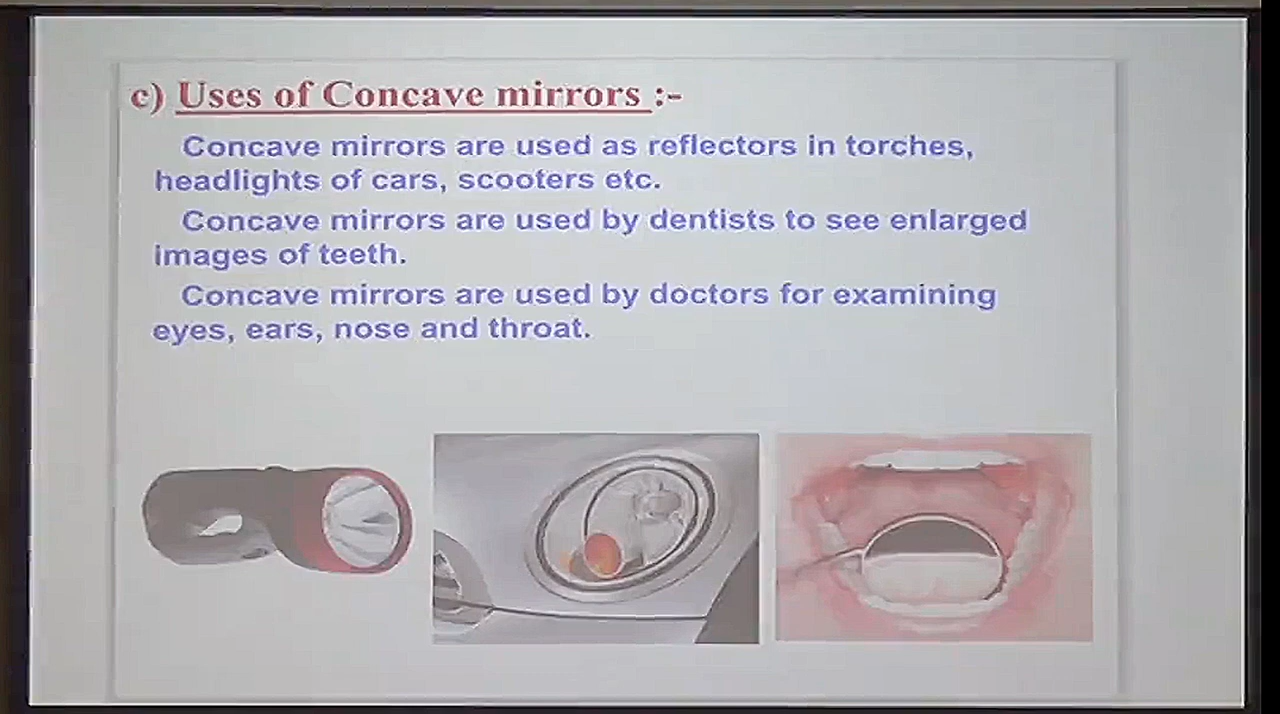 c) Uses of Concave mirrors :-
Concave mirrors are used as reflectors in torches,
headlights of cars, scooters etc.
Concave mirrors are used by dentists to see enlarged
images of teeth.
Concave mirrors are used by doctors for examining
eyes, ears, nose and throat.